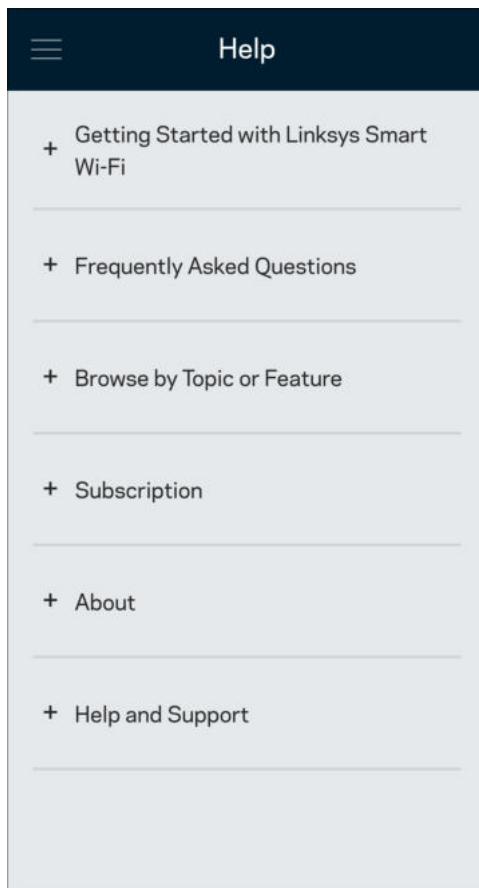 Help
+ Getting Started with Linksys Smart
Wi-Fi
+ Frequently Asked Questions
+ Browse by Topic or Feature
+ Subscription
+ About
+ Help and Support